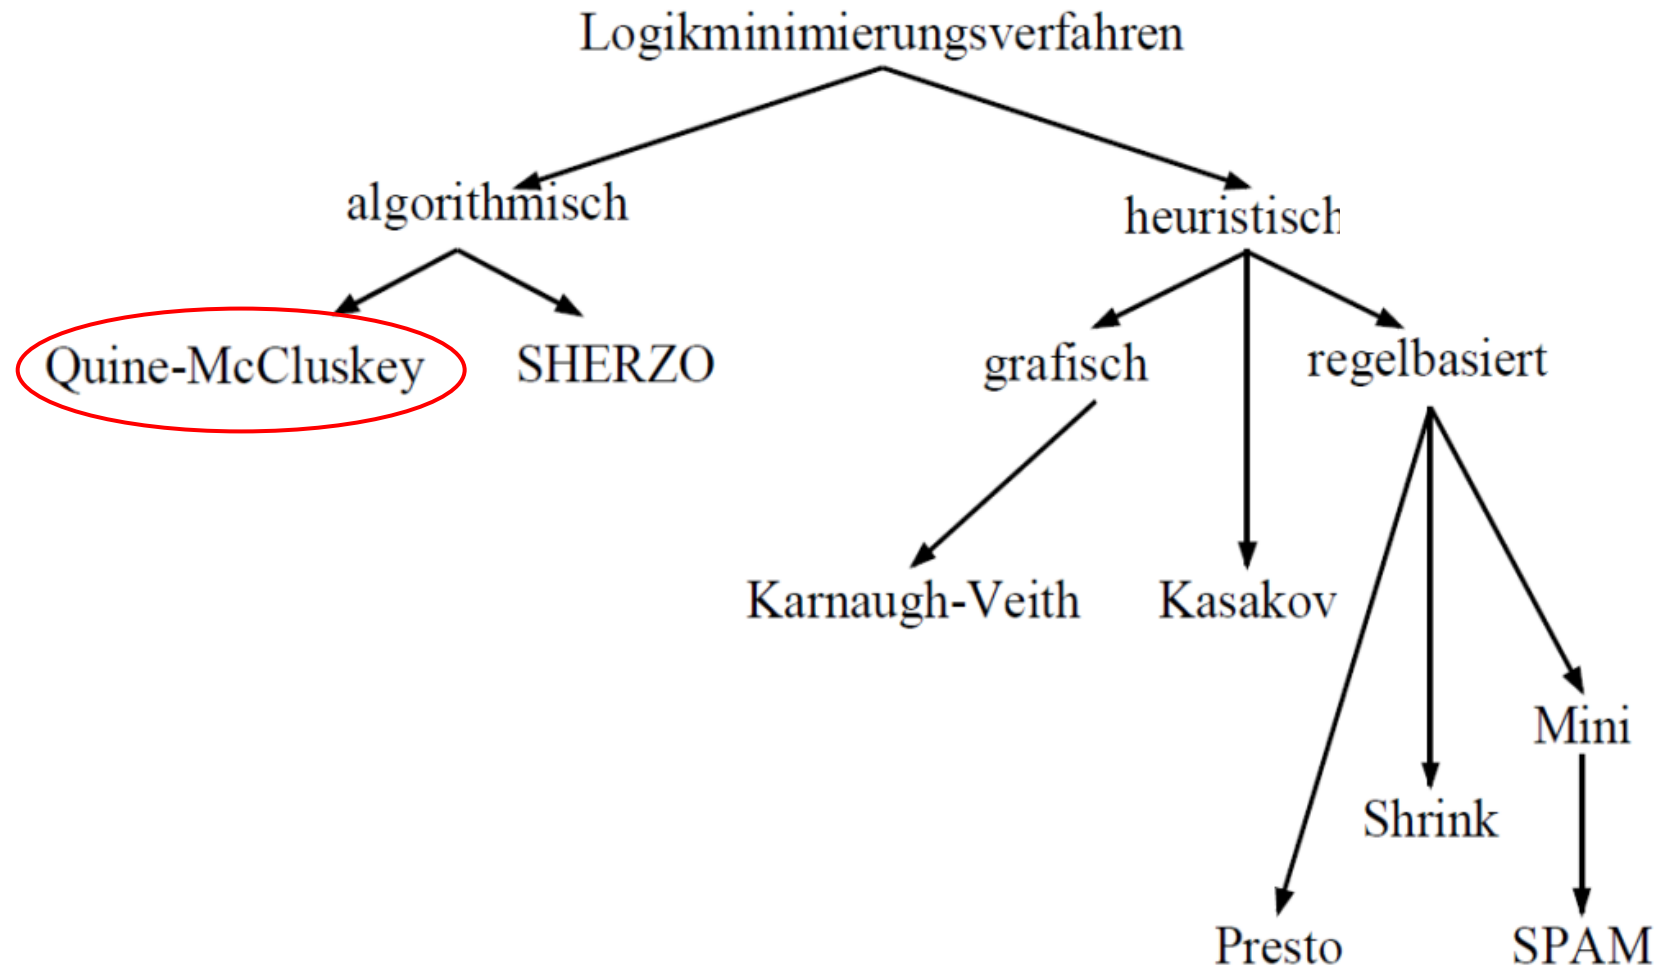 Logikminimierungsverfahren
algorithmisch
heuristisch
Quine-McCluskey
SHERZO
grafisch
regelbasiert
Karnaugh-Veith
Kasakov
Mini
Shrink
Presto
SPAM